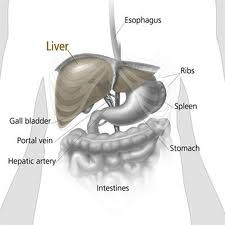 Esophagus
Liver
Ribs
Spleen
Gall bladder
Portal vein
Stomach
Hepatic artery
Intestines